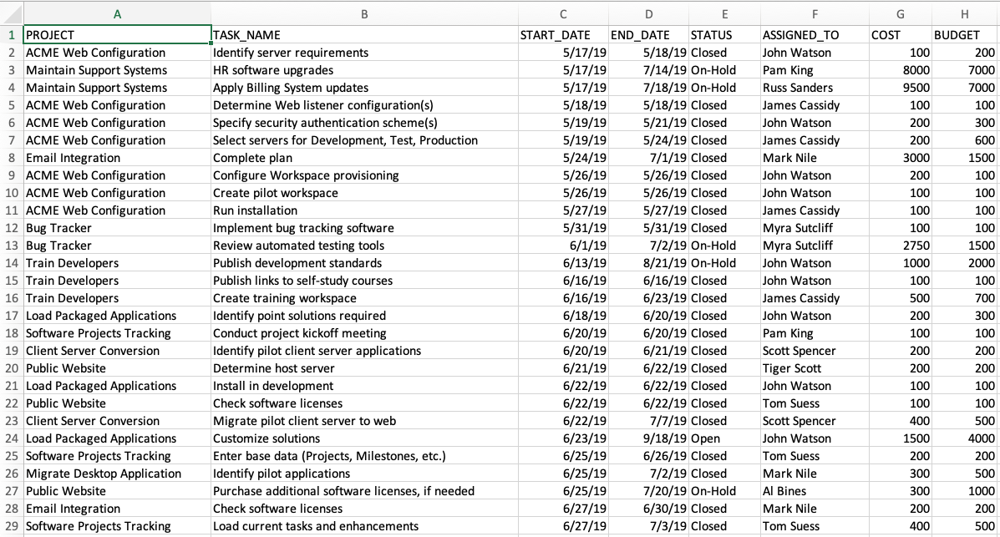 A B C D E F G H
1 PROJECT TASK_NAME START_DATE END_DATE STATUS ASSIGNED_TO COST BUDGET
2 ACME Web Configuration Identify server requirements 5/17/19 5/18/19 Closed John Watson 100 200
3 Maintain Support Systems HR software upgrades 5/17/19 7/14/19 On-Hold Pam King 8000 7000
4 Maintain Support Systems Apply Billing System updates 5/17/19 7/18/19 On-Hold Russ Sanders 9500 7000
5 ACME Web Configuration Determine Web listener configuration(s) 5/18/19 5/18/19 Closed James Cassidy 100 100
6 ACME Web Configuration Specify security authentication scheme(s) 5/19/19 5/21/19 Closed John Watson 200 300
7 ACME Web Configuration Select servers for Development, Test, Production 5/19/19 5/24/19 Closed James Cassidy 200 600
8 Email Integration Complete plan 5/24/19 7/1/19 Closed Mark Nile 3000 1500
9 ACME Web Configuration Configure Workspace provisioning 5/26/19 5/26/19 Closed John Watson 200 100
10 ACME Web Configuration Create pilot workspace 5/26/19 5/26/19 Closed John Watson 100 100
11 ACME Web Configuration Run installation 5/27/19 5/27/19 Closed James Cassidy 100 100
12 Bug Tracker Implement bug tracking software 5/31/19 5/31/19 Closed Myra Sutcliff 100 100
13 Bug Tracker Review automated testing tools 6/1/19 7/2/19 On-Hold Myra Sutcliff 2750 1500
14 Train Developers Publish development standards 6/13/19 8/21/19 On-Hold John Watson 1000 2000
15 Train Developers Publish links to self-study courses 6/16/19 6/16/19 Closed John Watson 100 100
16 Train Developers Create training workspace 6/16/19 6/23/19 Closed James Cassidy 500 700
17 Load Packaged Applications Identify point solutions required 6/18/19 6/20/19 Closed John Watson 200 300
18 Software Projects Tracking Conduct project kickoff meeting 6/20/19 6/20/19 Closed Pam King 100 100
19 Client Server Conversion Identify pilot client server applications 6/20/19 6/21/19 Closed Scott Spencer 200 200
20 Public Website Determine host server 6/21/19 6/22/19 Closed Tiger Scott 200 200
21 Load Packaged Applications Install in development 6/22/19 6/22/19 Closed John Watson 100 100
22 Public Website Check software licenses 6/22/19 6/22/19 Closed Tom Suess 100 100
23 Client Server Conversion Migrate pilot client server to web 6/22/19 7/7/19 Closed Scott Spencer 400 500
24 Load Packaged Applications Customize solutions 6/23/19 9/18/19 Open John Watson 1500 4000
25 Software Projects Tracking Enter base data (Projects, Milestones, etc.) 6/25/19 6/26/19 Closed Tom Suess 200 200
26 Migrate Desktop Application Identify pilot applications 6/25/19 7/2/19 Closed Mark Nile 300 500
27 Public Website Purchase additional software licenses, if needed 6/25/19 7/20/19 On-Hold Al Bines 300 1000
28 Email Integration Check software licenses 6/27/19 6/30/19 Closed Mark Nile 200 200
29 Software Projects Tracking Load current tasks and enhancements 6/27/19 7/3/19 Closed Tom Suess 400 500